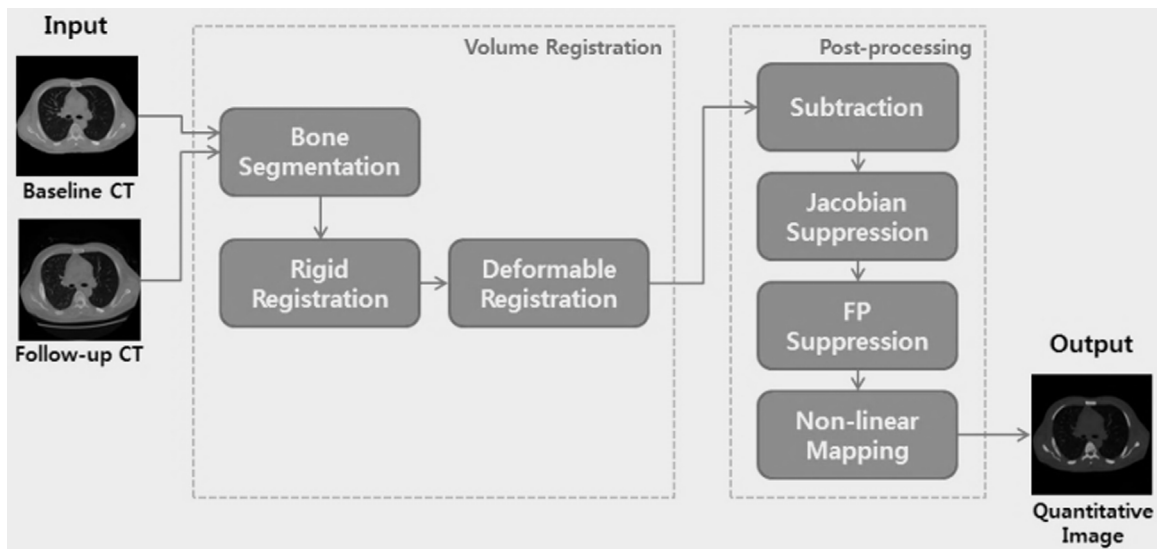 Input
Baseline CT
Follow-up CT
Volume Registration
Bone
Segmentation
Rigid
Registration
Deformable
Registration
Post-processing
Subtraction
Jacobian
Suppression
FP
Suppression
Non-linear
Mapping
Output
Quantitative
Image